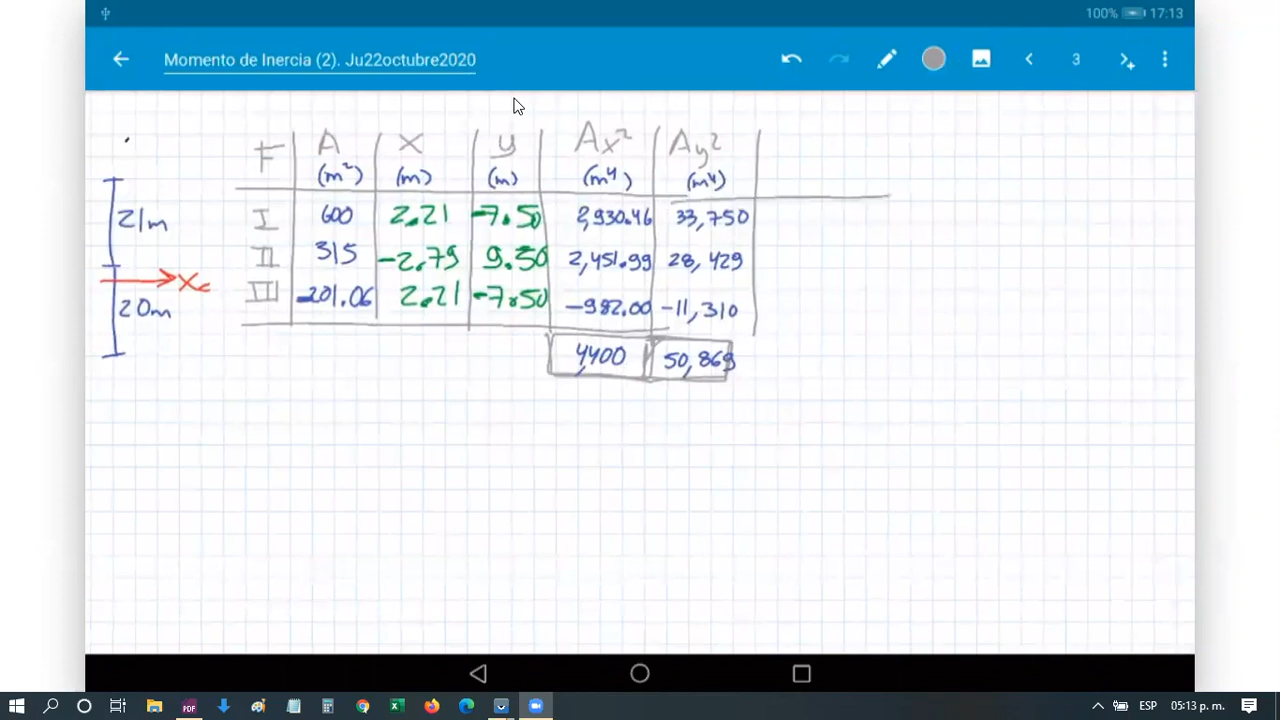 100% 17:13
Momento de Inercia (2). Ju22octubre2020
3
F A x y Ax² Ay²
(m²) (m) (m) (m⁴) (m⁴)
I 600 2.21 -7.50 2,930.46 33,750
II 315 -2.79 9.50 2,451.99 28,429
III -201.06 2.21 -7.50 -982.00 -11,310
4,400 50,869
21m
Xc
20m
ESP 05:13 p. m.